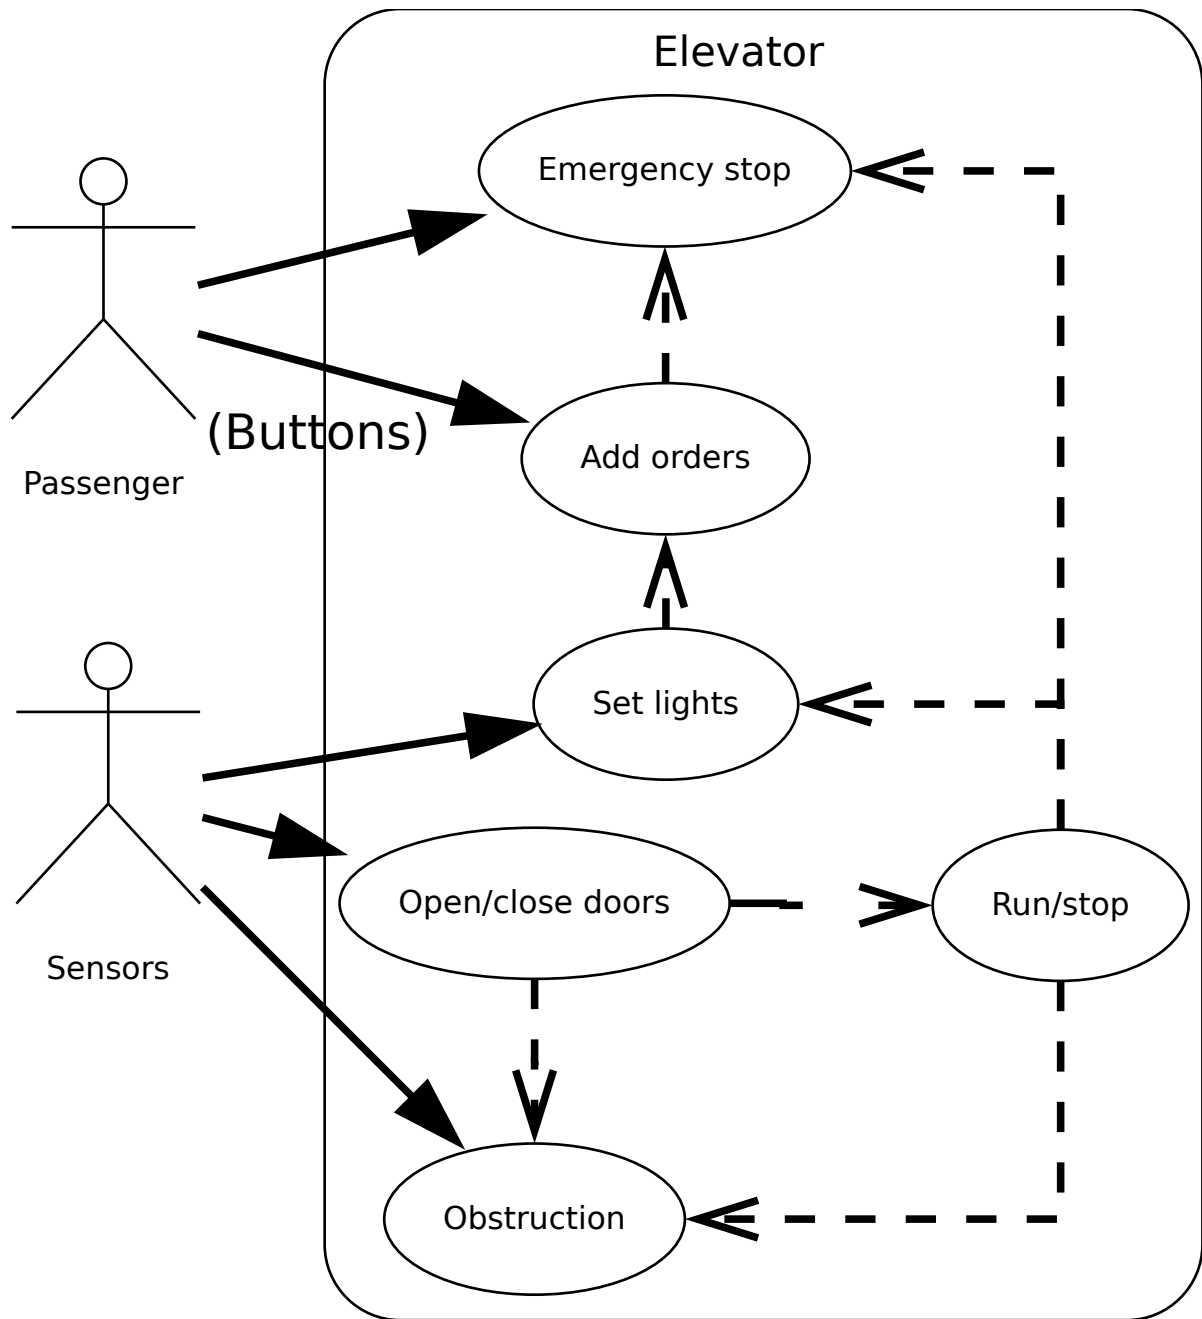 Elevator
Emergency stop
(Buttons)
Add orders
Passenger
Set lights
Open/close doors
Run/stop
Sensors
Obstruction